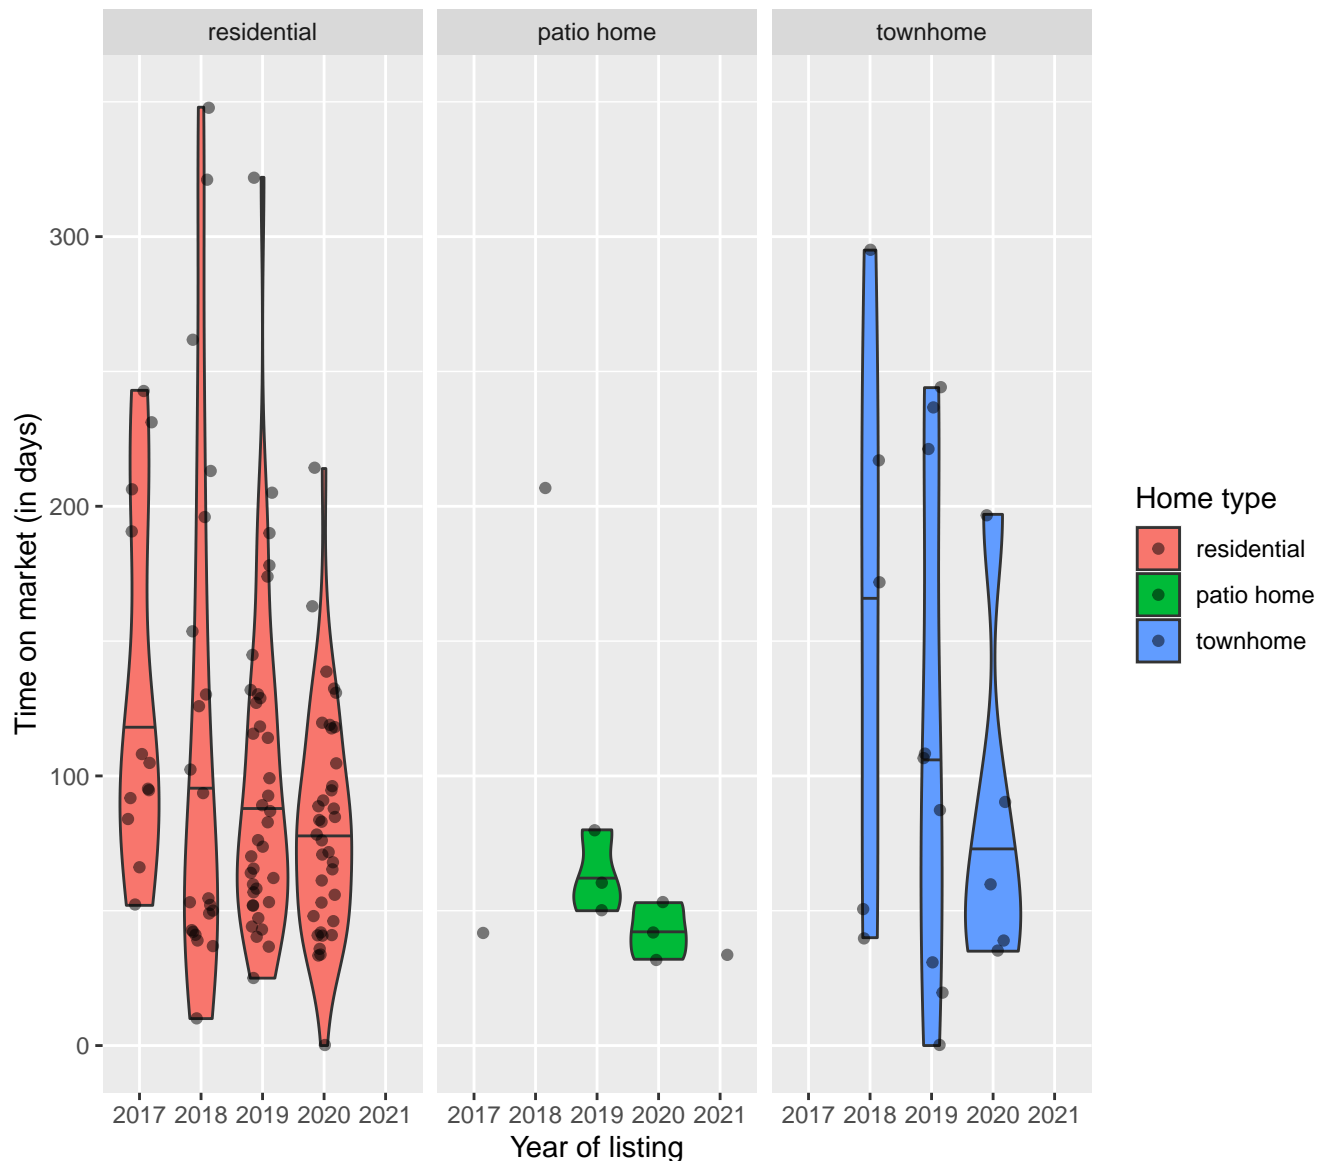 residential
patio home
townhome
Time on market (in days)
300
200
100
0
2017 2018 2019 2020 2021
2017 2018 2019 2020 2021
2017 2018 2019 2020 2021
Year of listing
Home type
residential
patio home
townhome